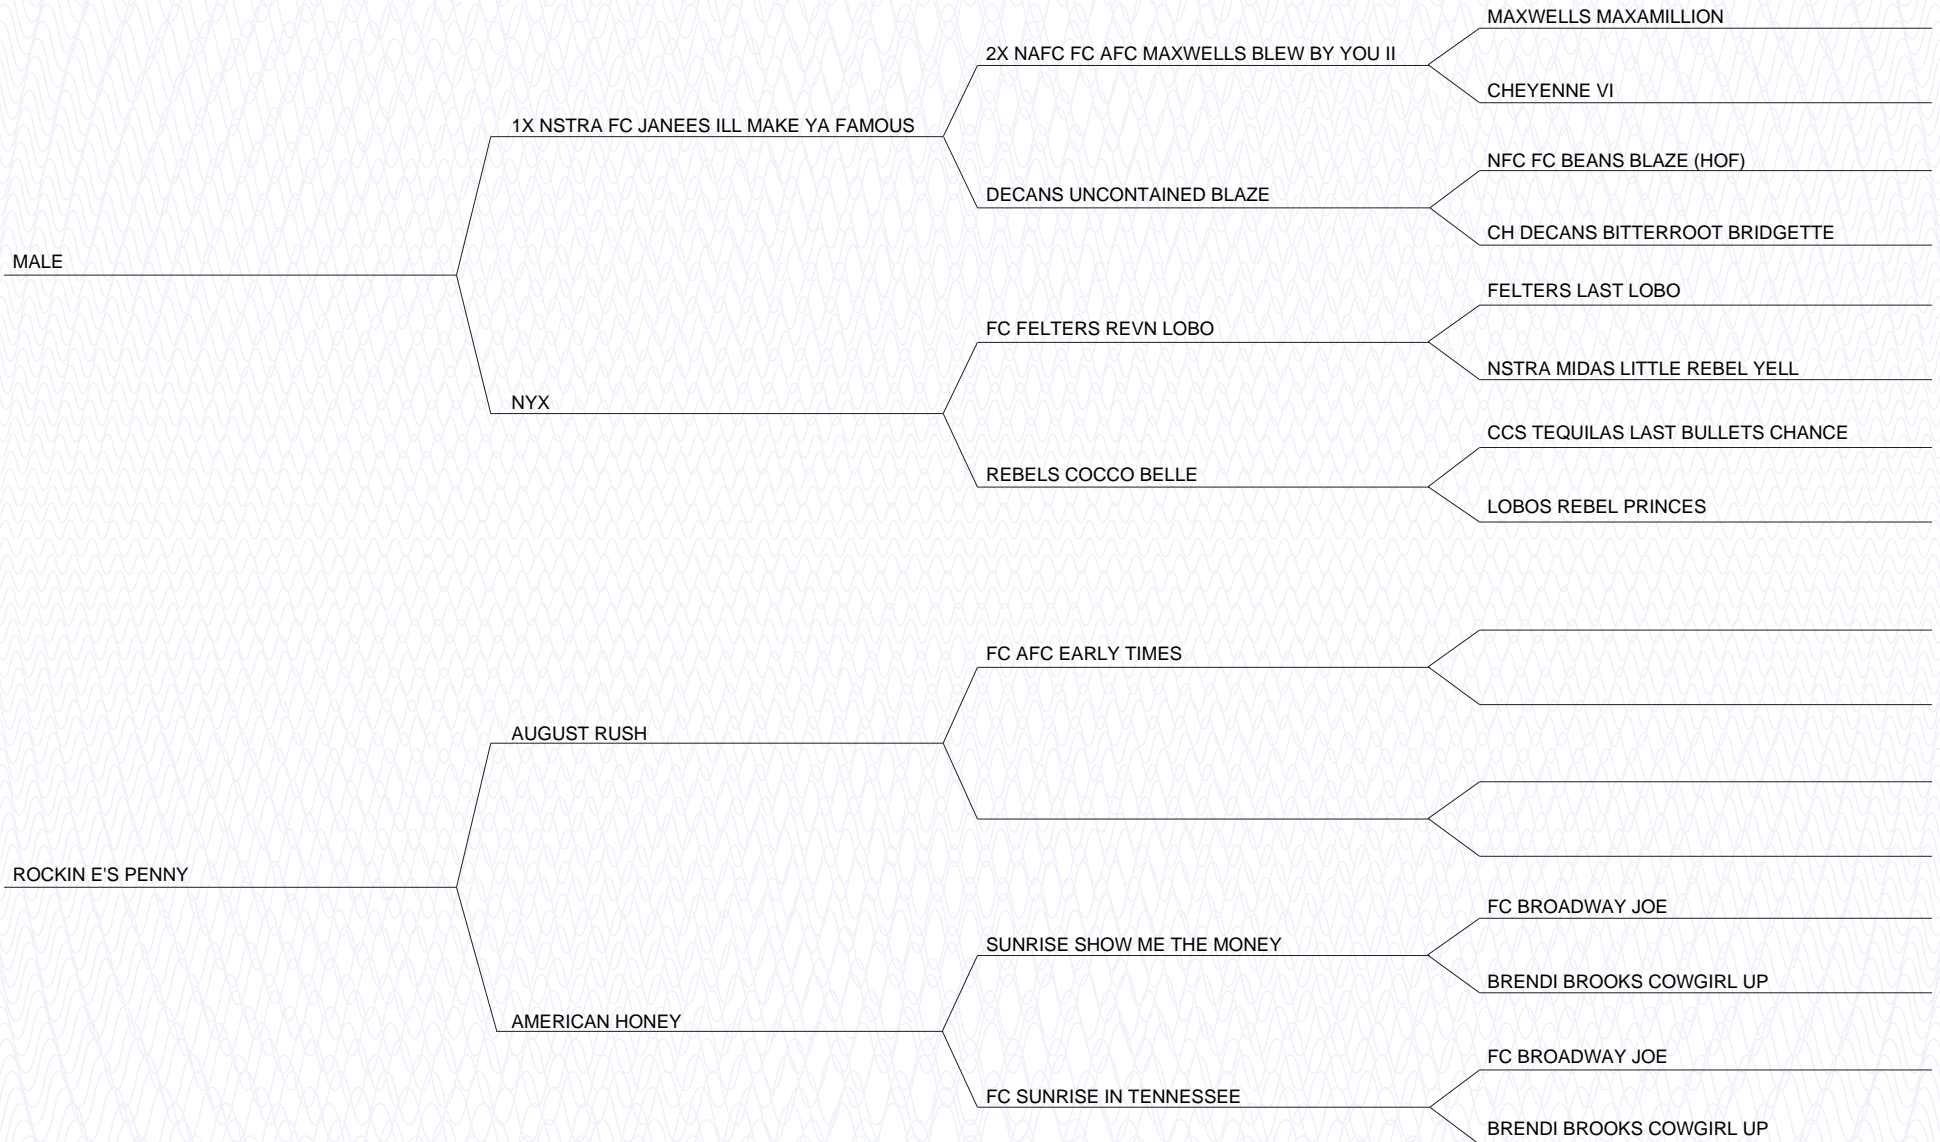 MAXWELLS MAXAMILLION
2X NAFC FC AFC MAXWELLS BLEW BY YOU II
CHEYENNE VI
1X NSTRA FC JANEES ILL MAKE YA FAMOUS
NFC FC BEANS BLAZE (HOF)
DECANS UNCONTAINED BLAZE
CH DECANS BITTERROOT BRIDGETTE
MALE
FELTERS LAST LOBO
FC FELTERS REVN LOBO
NSTRA MIDAS LITTLE REBEL YELL
NYX
CCS TEQUILAS LAST BULLETS CHANCE
REBELS COCCO BELLE
LOBOS REBEL PRINCES
FC AFC EARLY TIMES
AUGUST RUSH
ROCKIN E'S PENNY
FC BROADWAY JOE
SUNRISE SHOW ME THE MONEY
BRENDI BROOKS COWGIRL UP
AMERICAN HONEY
FC BROADWAY JOE
FC SUNRISE IN TENNESSEE
BRENDI BROOKS COWGIRL UP